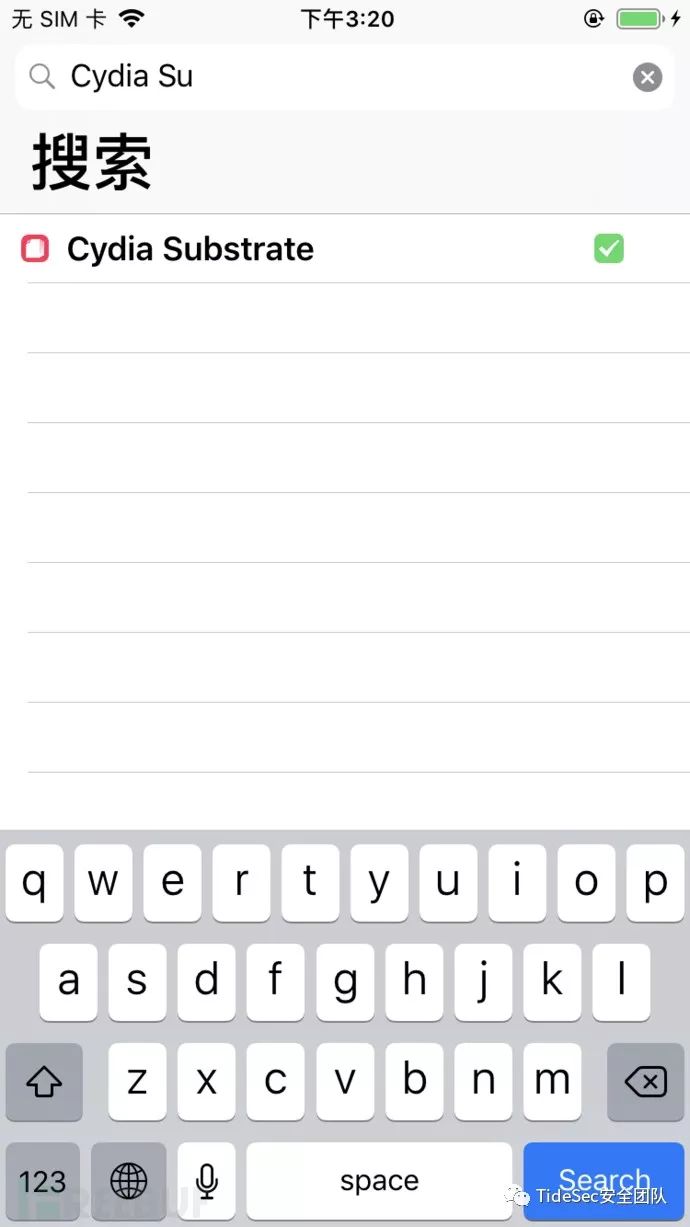 无 SIM 卡 下午3:20
Cydia Su
搜索
Cydia Substrate
q w e r t y u i o p
a s d f g h j k l
z x c v b n m
123 space Search
TideSec安全团队
FREEBUF